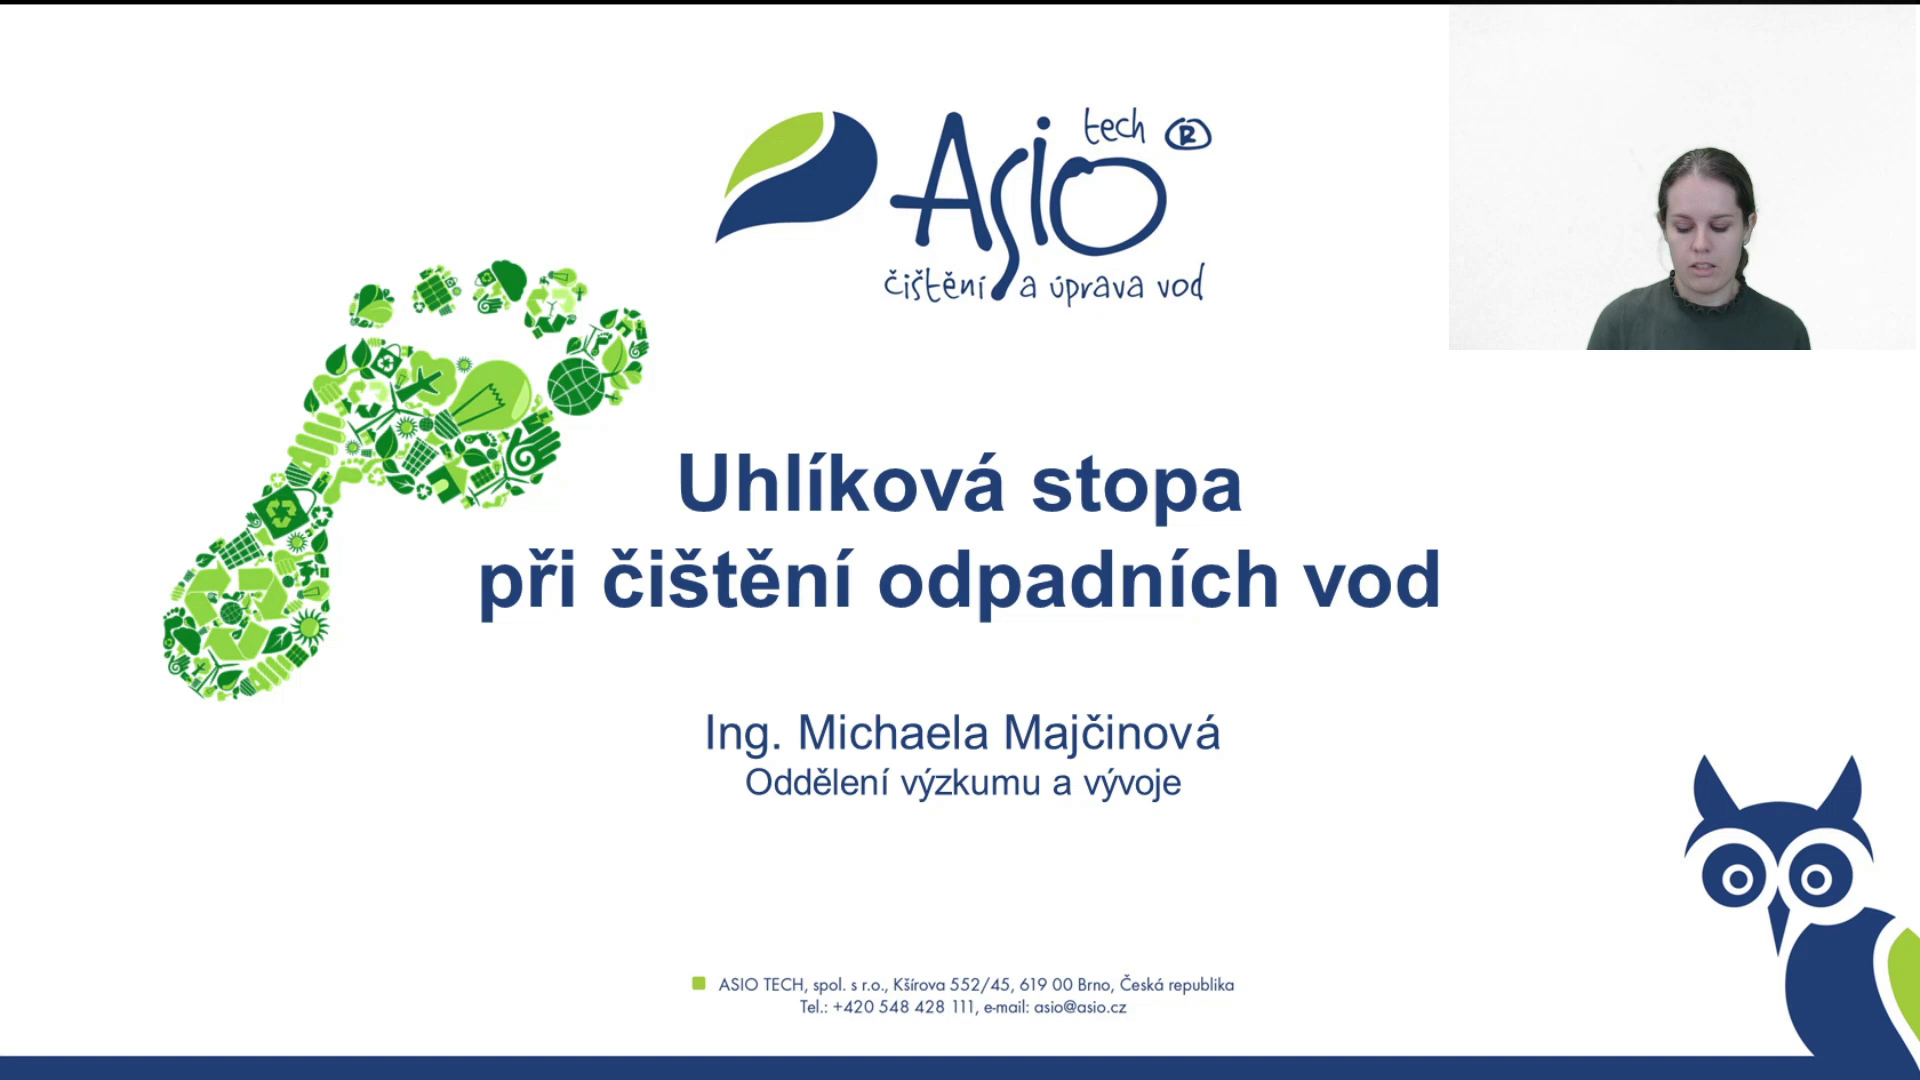 Asio tech ®
čištění a úprava vod
Uhlíková stopa
při čištění odpadních vod
Ing. Michaela Majčinová
Oddělení výzkumu a vývoje
ASIO TECH, spol. s r.o., Kšírova 552/45, 619 00 Brno, Česká republika
Tel.: +420 548 428 111, e-mail: asio@asio.cz